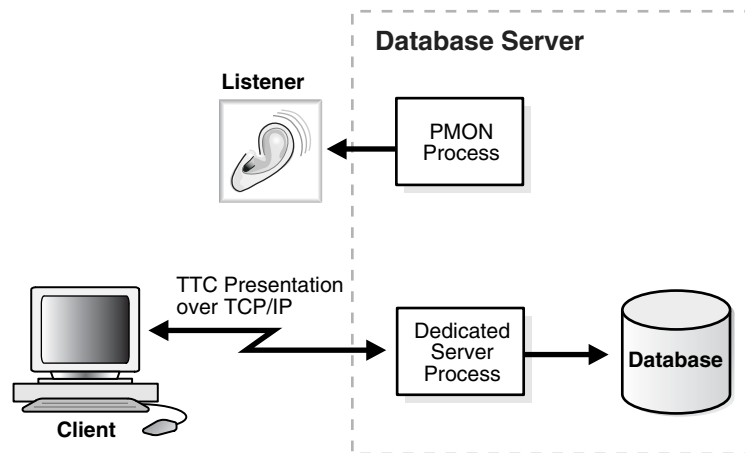 Database Server
Listener
PMON
Process
TTC Presentation
over TCP/IP
Dedicated
Server
Process
Database
Client